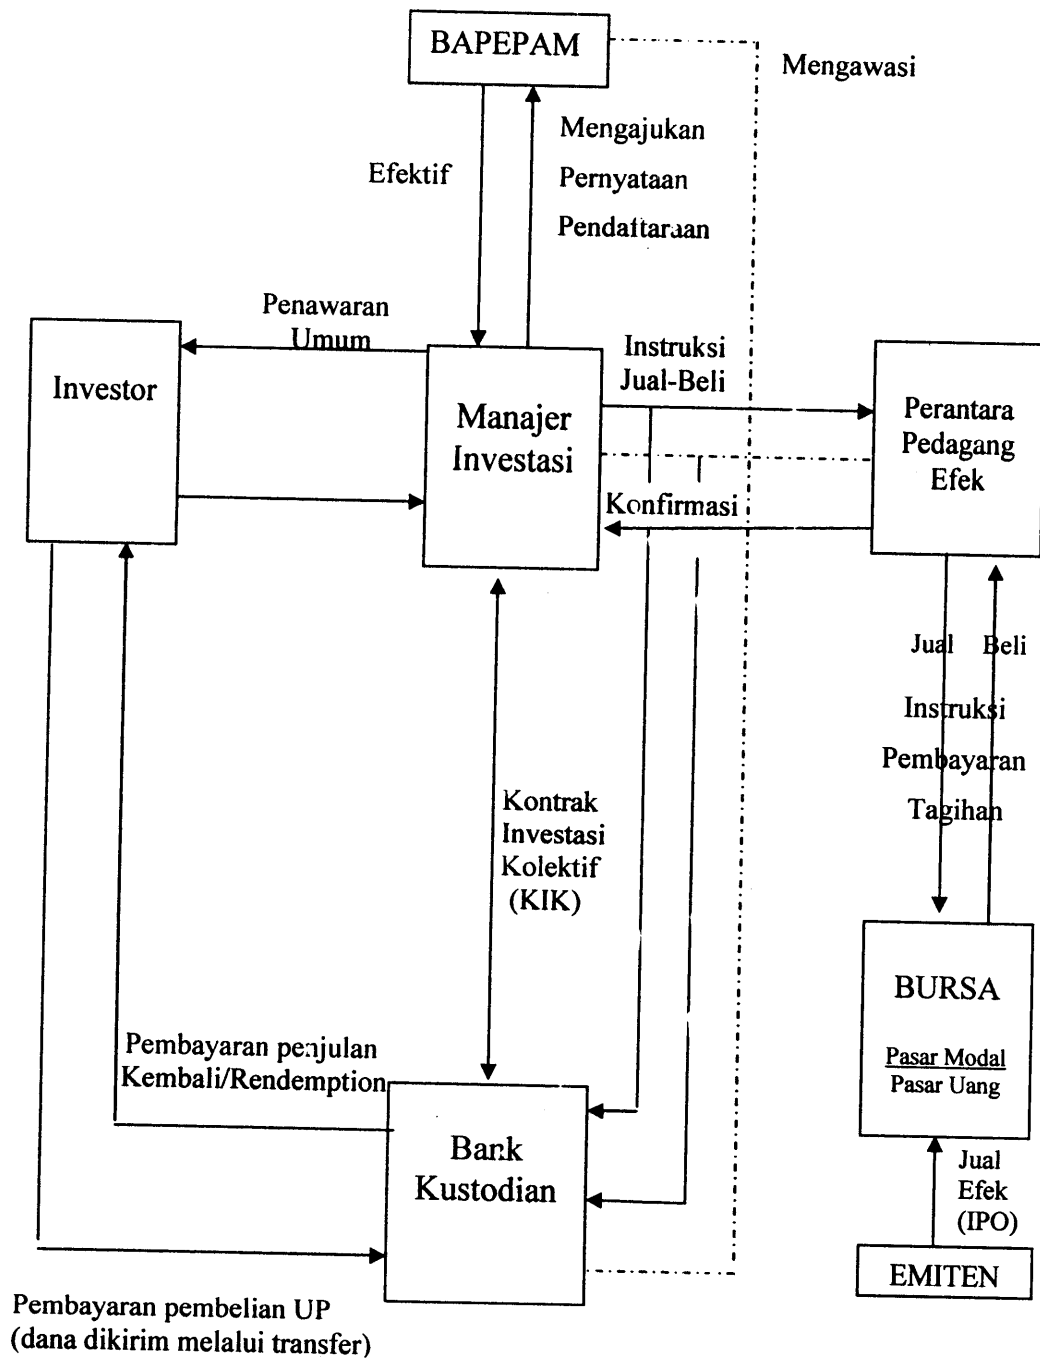 BAPEPAM
Mengawasi
Mengajukan
Pernyataan
Pendaftaraan
Efektif
Penawaran
Umum
Investor
Manajer
Investasi
Instruksi
Jual-Beli
Perantara
Pedagang
Efek
Konfirmasi
Jual Beli
Instruksi
Pembayaran
Tagihan
Kontrak
Investasi
Kolektif
(KIK)
BURSA
Pasar Modal
Pasar Uang
Pembayaran penjulan
Kembali/Rendemption
Bank
Kustodian
Jual
Efek
(IPO)
EMITEN
Pembayaran pembelian UP
(dana dikirim melalui transfer)